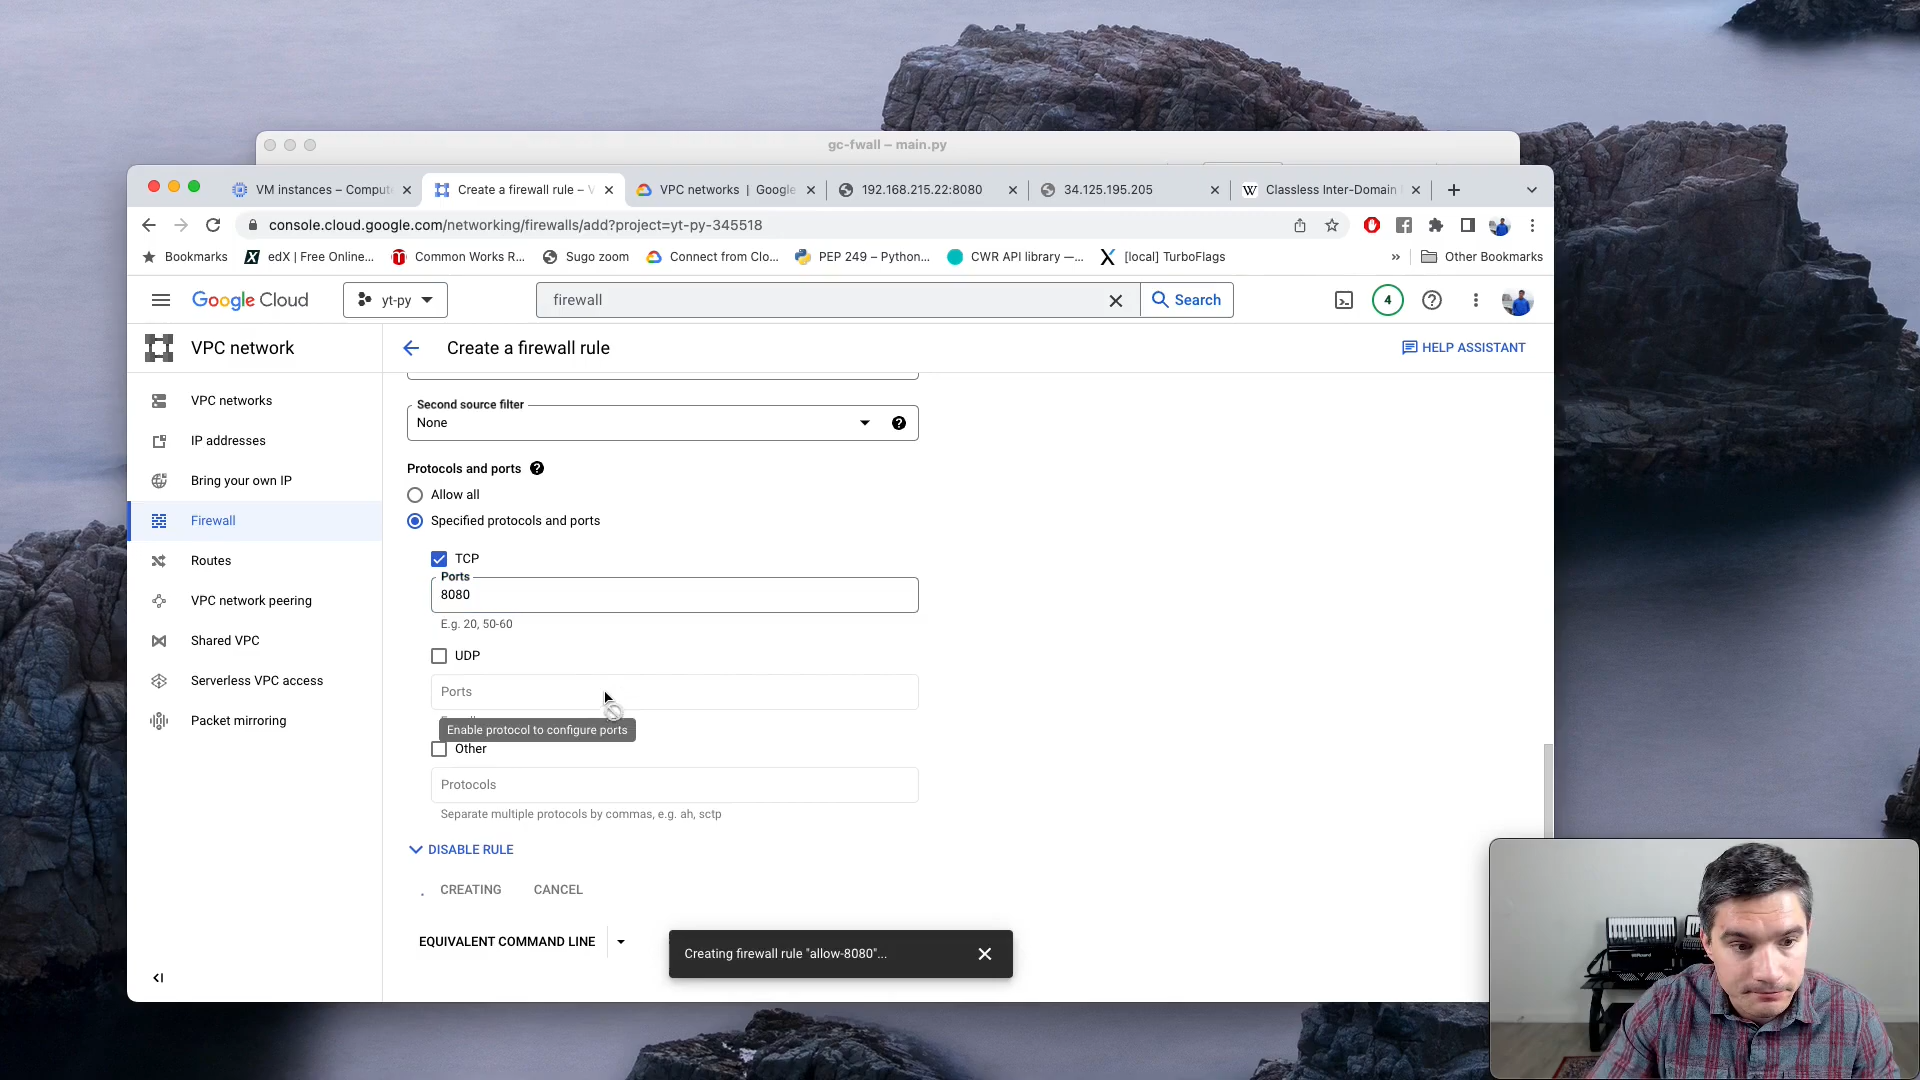 gc-fwall – main.py
VM instances – Compute
Create a firewall rule – V
VPC networks | Google
192.168.215.22:8080
34.125.195.205
Classless Inter-Domain
console.cloud.google.com/networking/firewalls/add?project=yt-py-345518
Bookmarks
edX | Free Online...
Common Works R...
Sugo zoom
Connect from Clo...
PEP 249 – Python...
CWR API library —...
[local] TurboFlags
»
Other Bookmarks
Google Cloud
yt-py
firewall
Search
4
VPC network
Create a firewall rule
HELP ASSISTANT
VPC networks
IP addresses
Bring your own IP
Firewall
Routes
VPC network peering
Shared VPC
Serverless VPC access
Packet mirroring
Second source filter
None
Protocols and ports
Allow all
Specified protocols and ports
TCP
Ports
8080
E.g. 20, 50-60
UDP
Ports
Enable protocol to configure ports
Other
Protocols
Separate multiple protocols by commas, e.g. ah, sctp
DISABLE RULE
CREATING
CANCEL
EQUIVALENT COMMAND LINE
Creating firewall rule "allow-8080"...